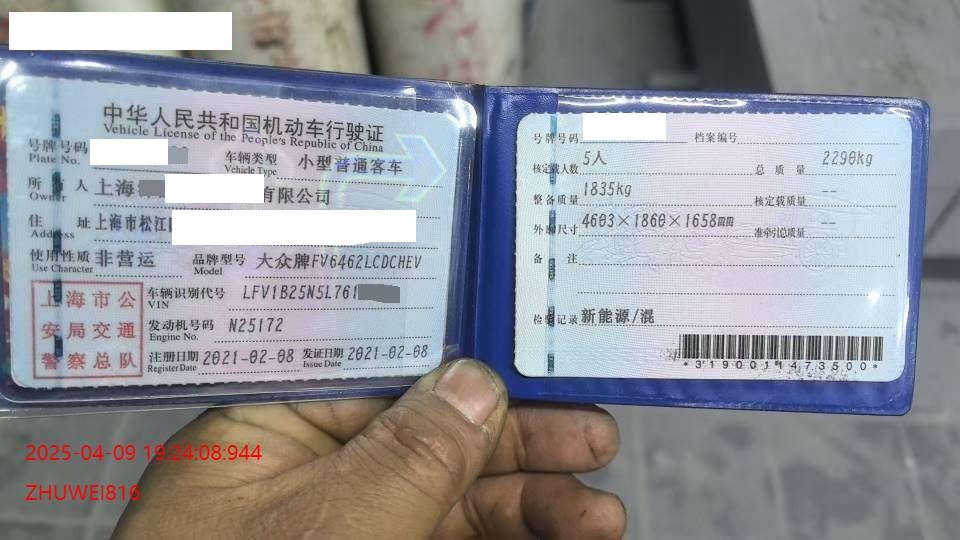 中华人民共和国机动车行驶证
Vehicle License of the People's Republic of China
号牌号码
Plate No.
车辆类型 小型普通客车
Vehicle Type
所 有 人 上海 有限公司
Owner
住 址 上海市松江
Address
使用性质 非营运
Use Character
品牌型号 大众牌FV6462LCDCHEV
Model
上海市公
安局交通
警察总队
车辆识别代号 LFV1B25N5L761
VIN
发动机号码 N25172
Engine No.
注册日期 2021-02-08
Register Date
发证日期 2021-02-08
Issue Date
号牌号码 档案编号
核定载人数 5人 总质量 2290kg
整备质量 1835kg 核定载质量 --
外廓尺寸 4603×1860×1658mm 准牵引总质量 --
备 注
检验记录 新能源/混
*3190011473500*
2025-04-09 19:24:08:944
ZHUWEI816